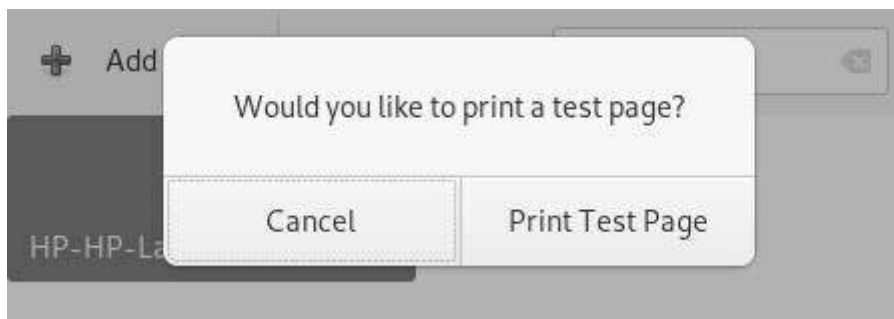 Add
Would you like to print a test page?
Cancel
Print Test Page
HP-HP-La